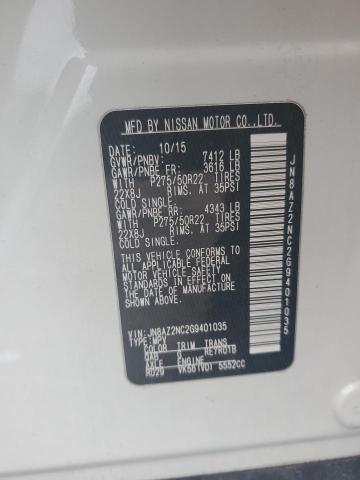 MFD BY NISSAN MOTOR CO.,LTD.
DATE: 10/15
GVWR/PNBV: 7412 LB
GAWR/PNBE FR: 3616 LB
WITH P275/50R22 TIRES
22X8J RIMS, AT 35PSI
COLD SINGLE
GAWR/PNBE RR: 4343 LB
WITH P275/50R22 TIRES
22X8J RIMS, AT 35PSI
COLD SINGLE
THIS VEHICLE CONFORMS TO
ALL APPLICABLE U.S. FEDERAL
MOTOR VEHICLE SAFETY
STANDARDS IN EFFECT ON THE
DATE OF MANUFACTURE
SHOWN ABOVE.
VIN: JN8AZ2NC2G9401035
TYPE: MPV
COLOR TRIM TRANS
QAB G RE7R01B
AXLE ENGINE
RD29 VK56(VD) 5552CC
JN8AZ2NC2G9401035